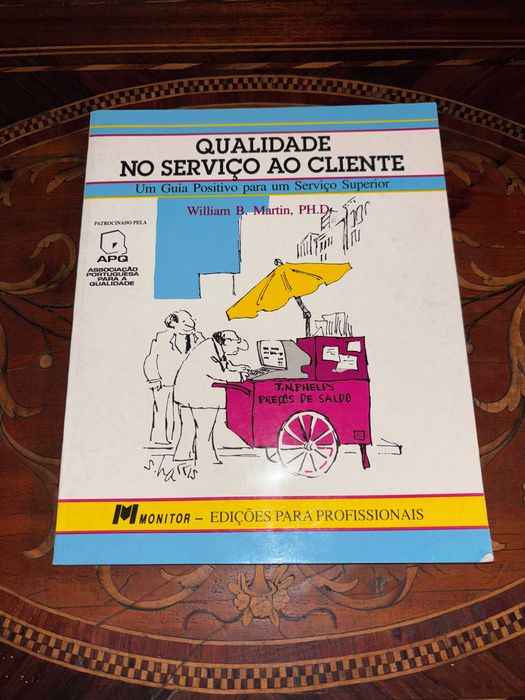 QUALIDADE
NO SERVIÇO AO CLIENTE
Um Guia Positivo para um Serviço Superior
William B. Martin, PH.D.
PATROCINADO PELA
APQ
ASSOCIAÇÃO
PORTUGUESA
PARA A
QUALIDADE
T.N.PHELPS
PREÇOS DE SALDO
S. HARRIS
MONITOR – EDIÇÕES PARA PROFISSIONAIS